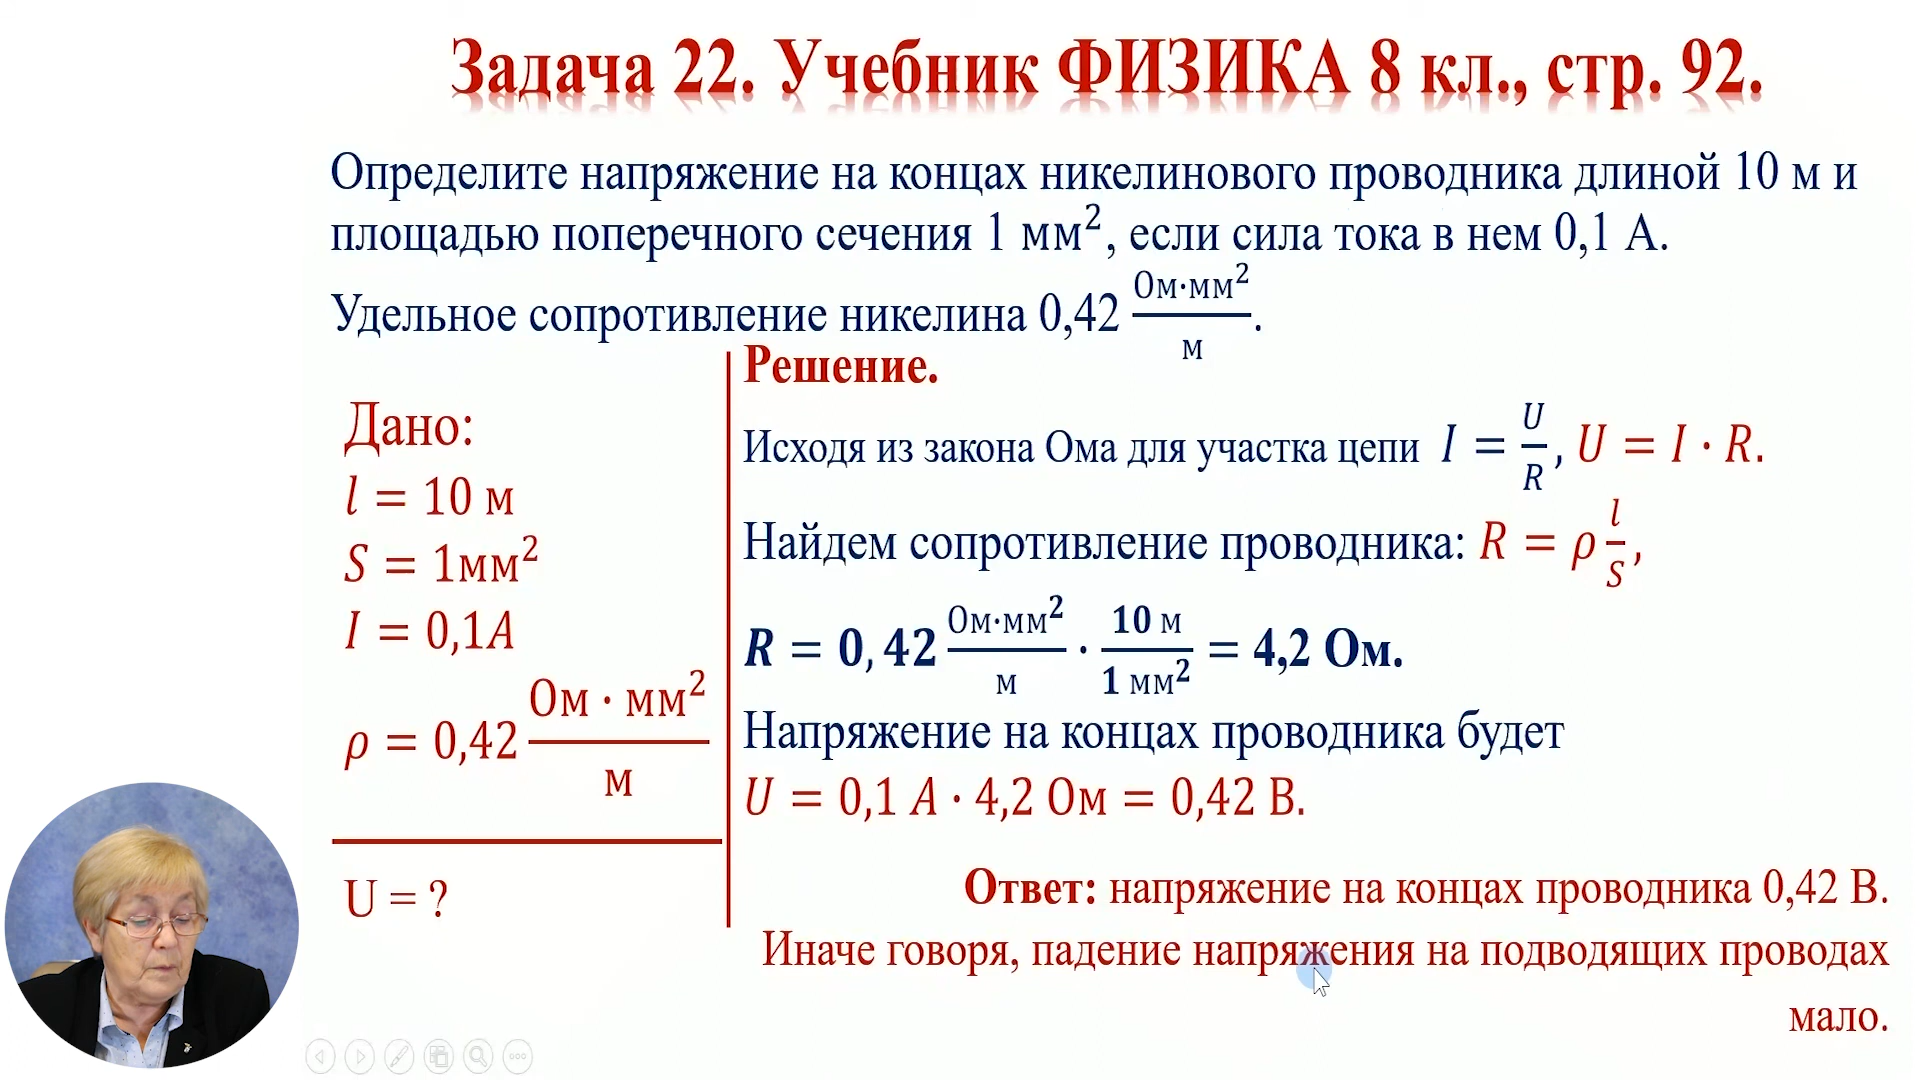 Задача 22. Учебник ФИЗИКА 8 кл., стр. 92.
Определите напряжение на концах никелинового проводника длиной 10 м и
площадью поперечного сечения 1 мм², если сила тока в нем 0,1 А.
Удельное сопротивление никелина 0,42 Ом·мм²/м.
Дано:
l = 10 м
S = 1мм²
I = 0,1A
ρ = 0,42 Ом · мм²/м
U = ?
Решение.
Исходя из закона Ома для участка цепи I = U/R, U = I · R.
Найдем сопротивление проводника: R = ρ l/S,
R = 0,42 Ом·мм²/м · 10 м/1 мм² = 4,2 Ом.
Напряжение на концах проводника будет
U = 0,1 A · 4,2 Ом = 0,42 В.
Ответ: напряжение на концах проводника 0,42 В.
Иначе говоря, падение напряжения на подводящих проводах
мало.